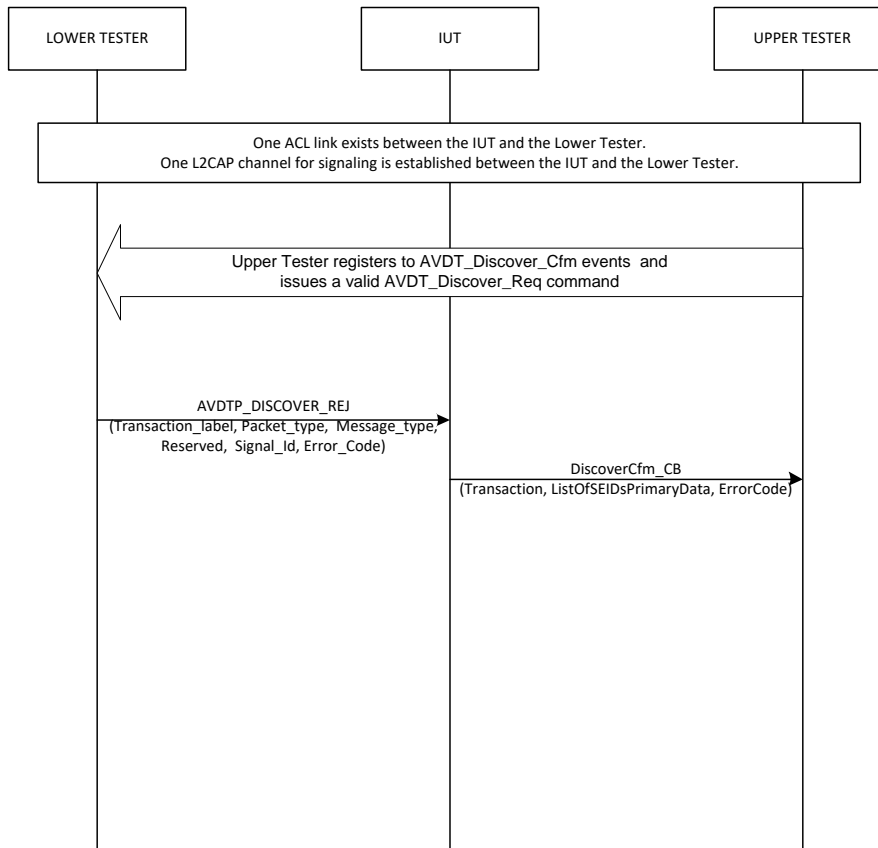 LOWER TESTER
IUT
UPPER TESTER
One ACL link exists between the IUT and the Lower Tester.
One L2CAP channel for signaling is established between the IUT and the Lower Tester.
Upper Tester registers to AVDT_Discover_Cfm events and
issues a valid AVDT_Discover_Req command
AVDTP_DISCOVER_REJ
(Transaction_label, Packet_type, Message_type,
Reserved, Signal_Id, Error_Code)
DiscoverCfm_CB
(Transaction, ListOfSEIDsPrimaryData, ErrorCode)